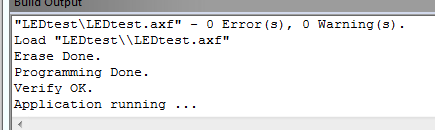 Build Output
"LEDtest\LEDtest.axf" - 0 Error(s), 0 Warning(s).
Load "LEDtest\\LEDtest.axf"
Erase Done.
Programming Done.
Verify OK.
Application running ...